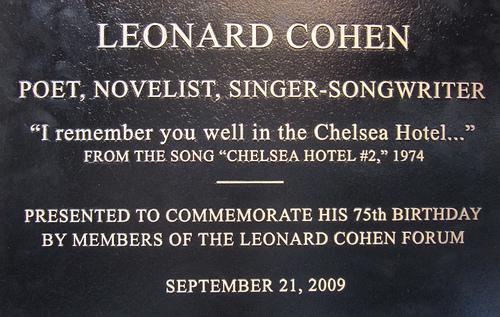 LEONARD COHEN
POET, NOVELIST, SINGER-SONGWRITER
“I remember you well in the Chelsea Hotel...”
FROM THE SONG “CHELSEA HOTEL #2,” 1974
PRESENTED TO COMMEMORATE HIS 75th BIRTHDAY
BY MEMBERS OF THE LEONARD COHEN FORUM
SEPTEMBER 21, 2009